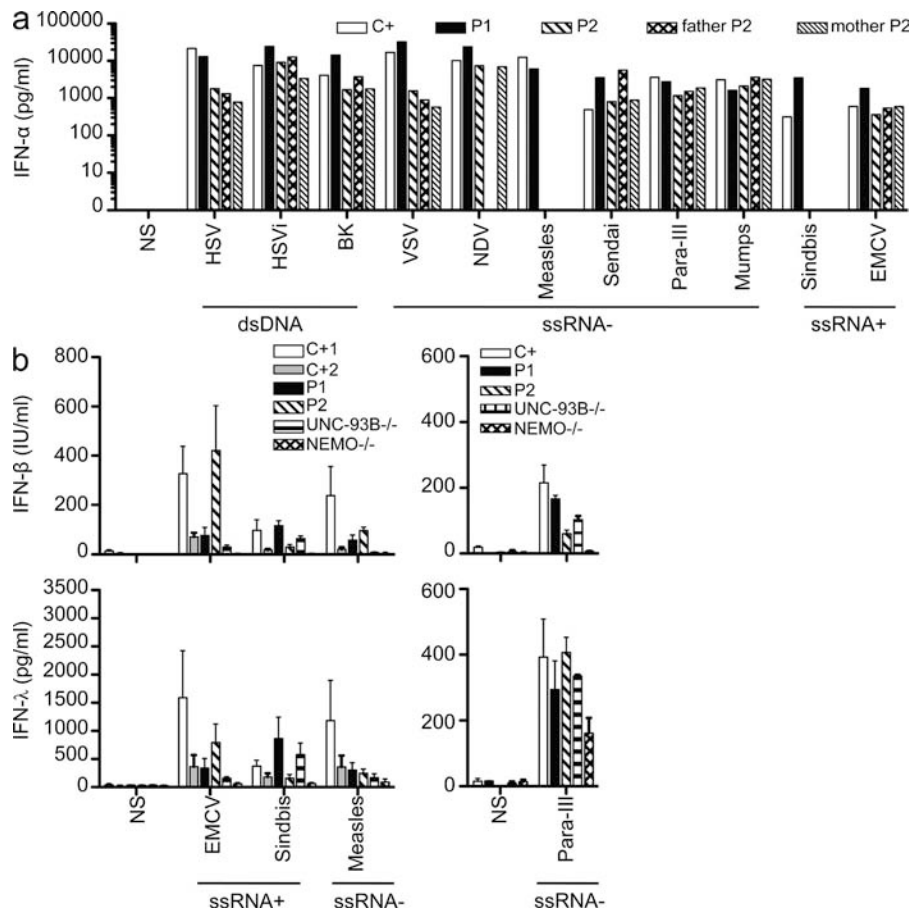 a
C+ P1 P2 father P2 mother P2
IFN-α (pg/ml)
100000
10000
1000
100
10
0
NS HSV HSVi BK VSV NDV Measles Sendai Para-III Mumps Sindbis EMCV
dsDNA ssRNA- ssRNA+
b
IFN-β (IU/ml)
800
600
400
200
0
C+1
C+2
P1
P2
UNC-93B-/-
NEMO-/-
600
400
200
0
C+
P1
P2
UNC-93B-/-
NEMO-/-
IFN-λ (pg/ml)
3500
3000
2500
2000
1500
1000
500
0
NS EMCV Sindbis Measles
ssRNA+ ssRNA-
600
400
200
0
NS Para-III
ssRNA-